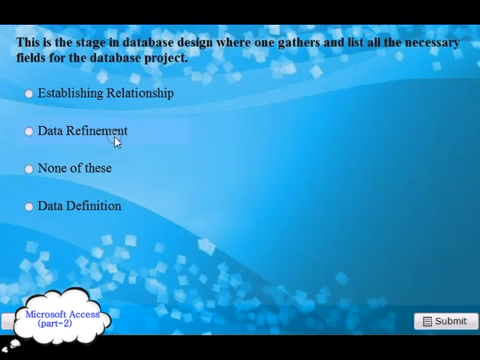 This is the stage in database design where one gathers and list all the necessary
fields for the database project.
Establishing Relationship
Data Refinement
None of these
Data Definition
Microsoft Access
(part-2)
Submit